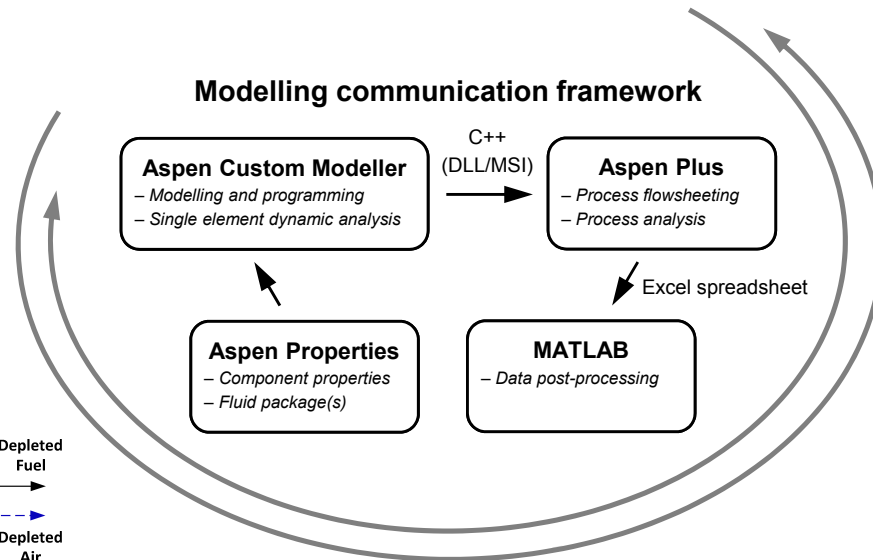 Modelling communication framework
C++
(DLL/MSI)
Aspen Custom Modeller
– Modelling and programming
– Single element dynamic analysis
Aspen Plus
– Process flowsheeting
– Process analysis
Excel spreadsheet
Aspen Properties
– Component properties
– Fluid package(s)
MATLAB
– Data post-processing
Depleted
Fuel
Depleted
Air